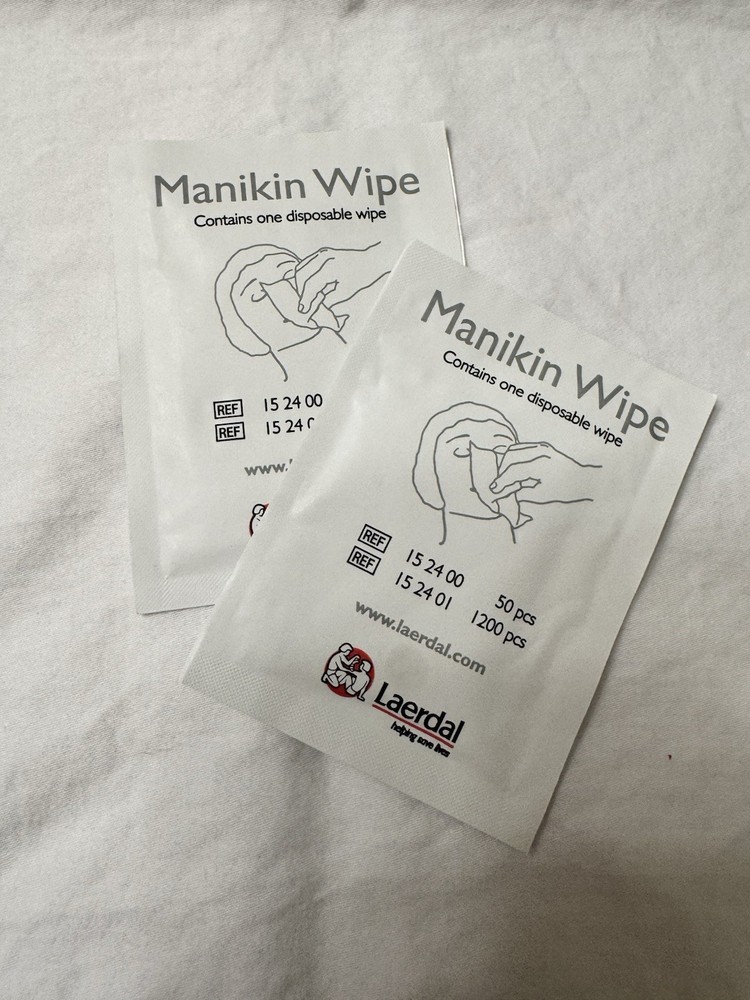 Manikin Wipe
Contains one disposable wipe
REF 15 24 00
REF 15 24 0
www.
Manikin Wipe
Contains one disposable wipe
REF 15 24 00 50 pcs
REF 15 24 01 1200 pcs
www.laerdal.com
Laerdal
helping save lives